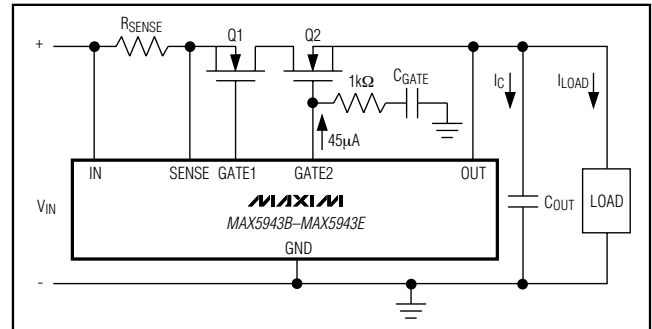 RSENSE Q1 Q2
+
1kΩ CGATE
IC ILOAD
45µA
IN SENSE GATE1 GATE2 OUT
VIN
MAXIM
MAX5943B–MAX5943E
GND
COUT LOAD
-